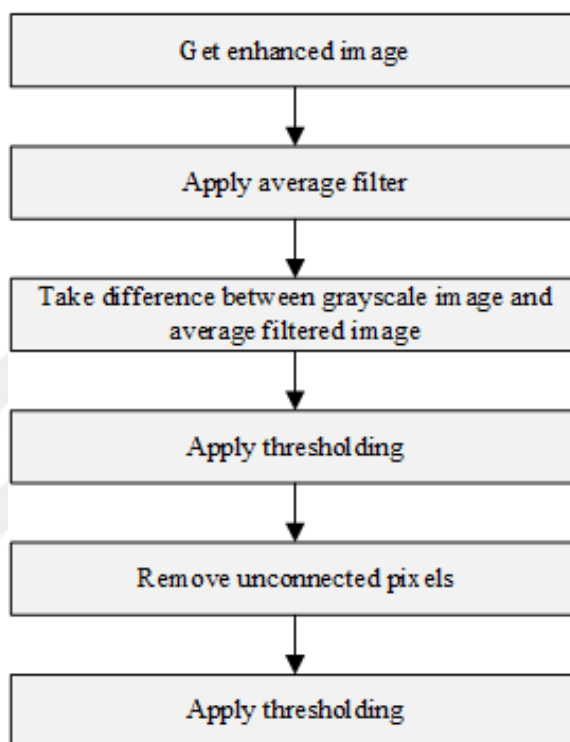 Get enhanced image
Apply average filter
Take difference between grayscale image and
average filtered image
Apply thresholding
Remove unconnected pixels
Apply thresholding